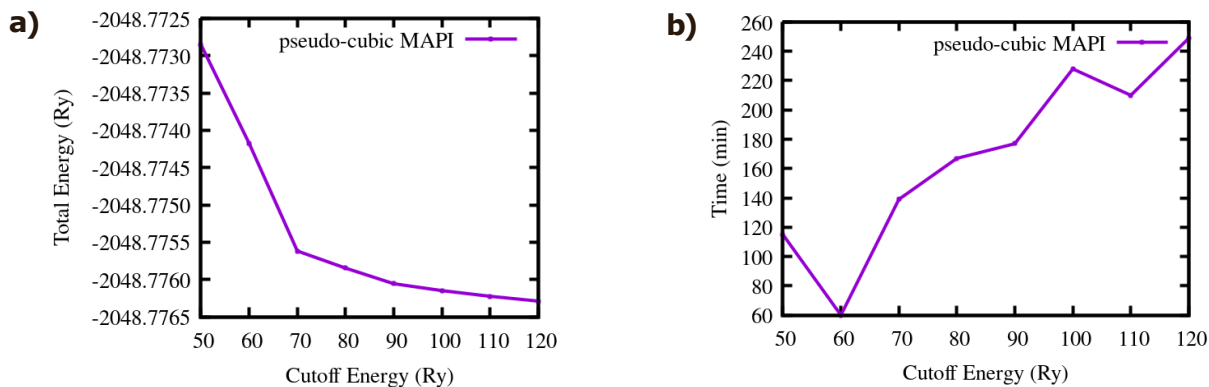 a)
-2048.7725
-2048.7730
-2048.7735
-2048.7740
-2048.7745
-2048.7750
-2048.7755
-2048.7760
-2048.7765
Total Energy (Ry)
pseudo-cubic MAPI
50 60 70 80 90 100 110 120
Cutoff Energy (Ry)
b)
260
240
220
200
180
160
140
120
100
80
60
Time (min)
pseudo-cubic MAPI
50 60 70 80 90 100 110 120
Cutoff Energy (Ry)